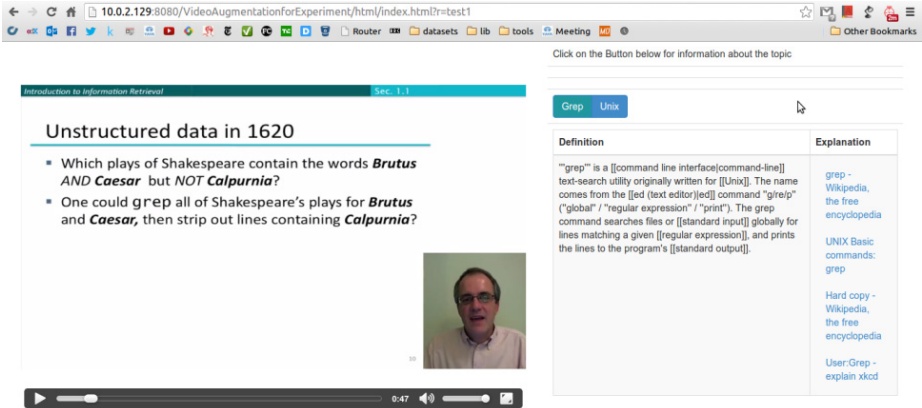 10.0.2.129:8080/VideoAugmentationforExperiment/html/index.html?r=test1
Router
datasets
lib
tools
Meeting
Other Bookmarks
Click on the Button below for information about the topic
Introduction to Information Retrieval
Sec. 1.1
Unstructured data in 1620
Which plays of Shakespeare contain the words Brutus
AND Caesar but NOT Calpurnia?
One could grep all of Shakespeare's plays for Brutus
and Caesar, then strip out lines containing Calpurnia?
0:47
Grep
Unix
Definition
Explanation
'''grep''' is a [[command line interface|command-line]]
text-search utility originally written for [[Unix]]. The name
comes from the [[ed (text editor)|ed]] command ''g/re/p''
(''global'' / ''regular expression'' / ''print''). The grep
command searches files or [[standard input]] globally for
lines matching a given [[regular expression]], and prints
the lines to the program's [[standard output]].
grep -
Wikipedia,
the free
encyclopedia
UNIX Basic
commands:
grep
Hard copy -
Wikipedia,
the free
encyclopedia
User:Grep -
explain xkcd